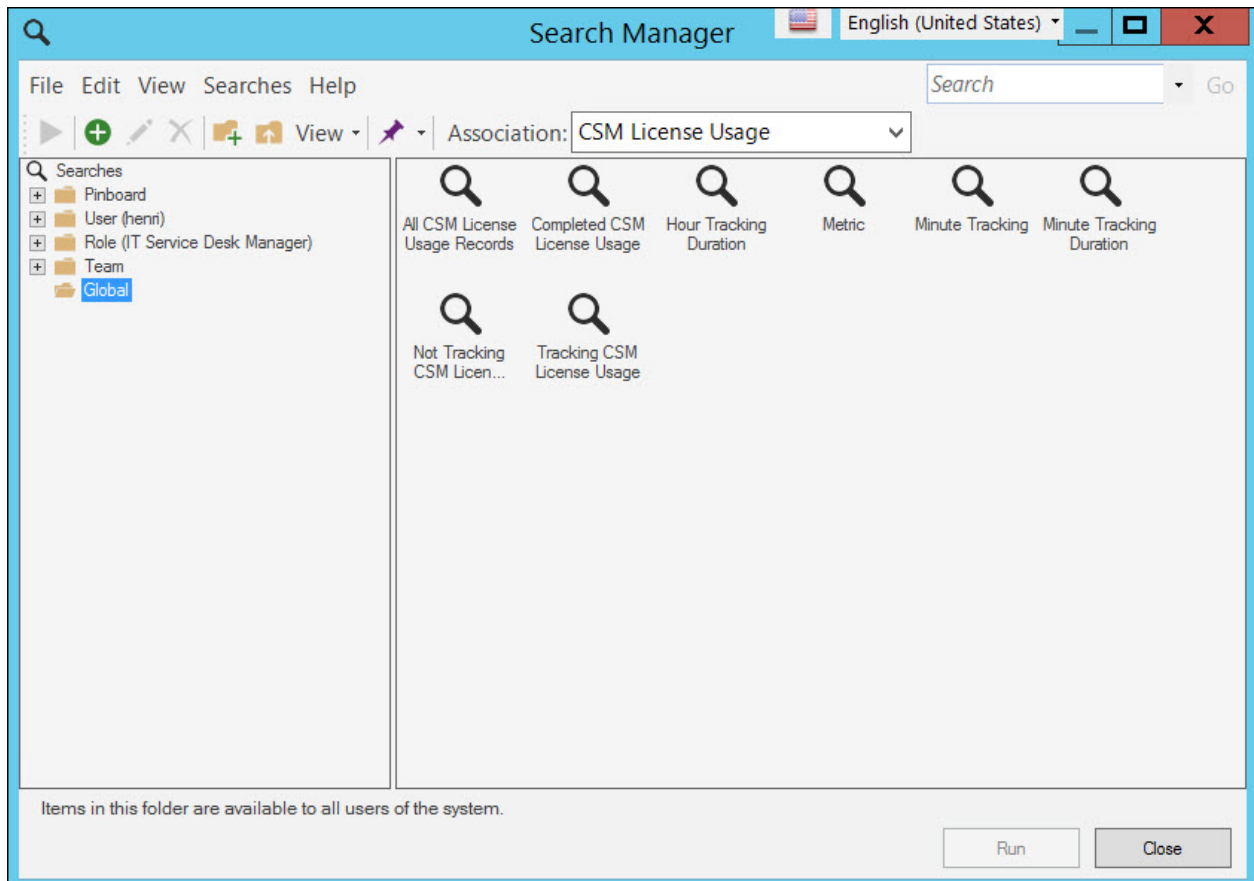 Search Manager
English (United States)
X
File Edit View Searches Help
Search
Go
View
Association: CSM License Usage
Searches
Pinboard
User (henri)
Role (IT Service Desk Manager)
Team
Global
All CSM License
Usage Records
Completed CSM
License Usage
Hour Tracking
Duration
Metric
Minute Tracking
Minute Tracking
Duration
Not Tracking
CSM Licen...
Tracking CSM
License Usage
Items in this folder are available to all users of the system.
Run
Close